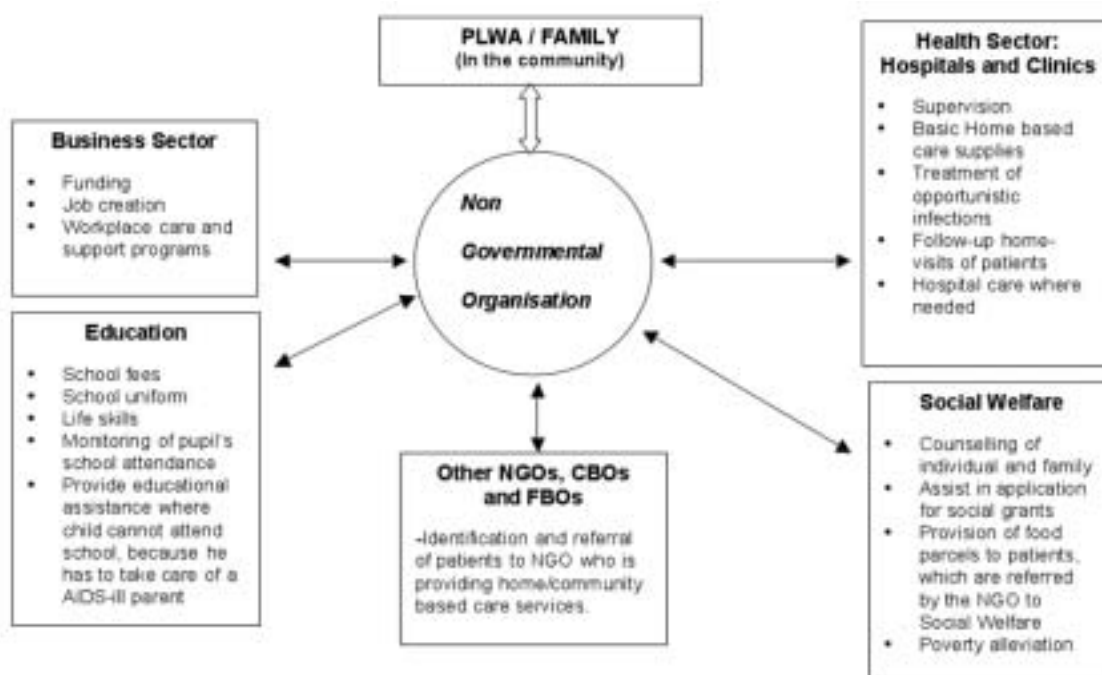 PLWA / FAMILY
(In the community)
Business Sector
• Funding
• Job creation
• Workplace care and
support programs
Education
• School fees
• School uniform
• Life skills
• Monitoring of pupil's
school attendance
• Provide educational
assistance where
child cannot attend
school, because he
has to take care of a
AIDS-ill parent
Non
Governmental
Organisation
Other NGOs, CBOs
and FBOs
-Identification and referral
of patients to NGO who is
providing home/community
based care services.
Health Sector:
Hospitals and Clinics
• Supervision
• Basic Home based
care supplies
• Treatment of
opportunistic
infections
• Follow-up home-
visits of patients
• Hospital care where
needed
Social Welfare
• Counselling of
individual and family
• Assist in application
for social grants
• Provision of food
parcels to patients,
which are referred
by the NGO to
Social Welfare
• Poverty alleviation